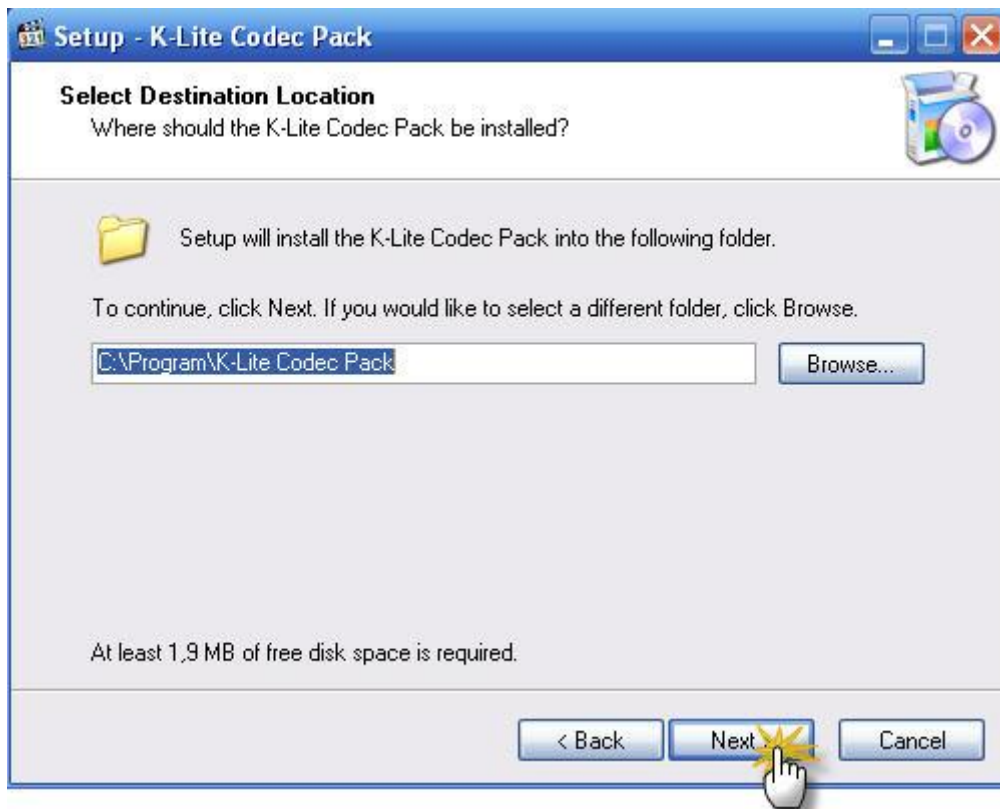 Setup - K-Lite Codec Pack
Select Destination Location
Where should the K-Lite Codec Pack be installed?
Setup will install the K-Lite Codec Pack into the following folder.
To continue, click Next. If you would like to select a different folder, click Browse.
C:\Program\K-Lite Codec Pack
Browse...
At least 1,9 MB of free disk space is required.
< Back
Next
Cancel